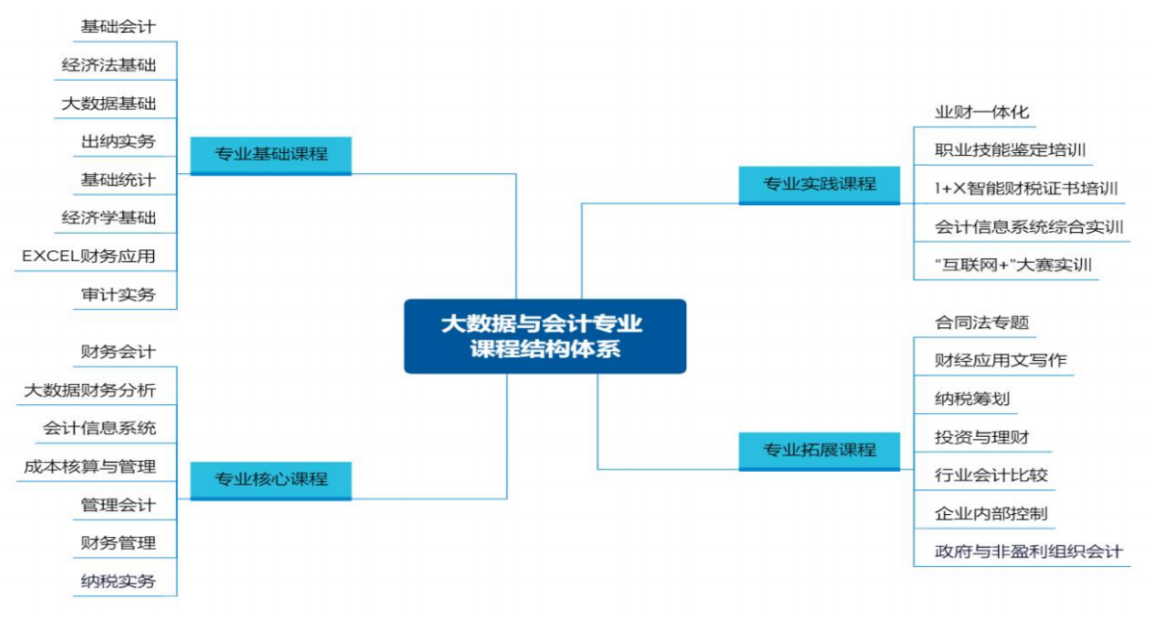 基础会计
经济法基础
大数据基础
出纳实务
基础统计
经济学基础
EXCEL财务应用
审计实务
专业基础课程
财务会计
大数据财务分析
会计信息系统
成本核算与管理
管理会计
财务管理
纳税实务
专业核心课程
大数据与会计专业
课程结构体系
专业实践课程
业财一体化
职业技能鉴定培训
1+X智能财税证书培训
会计信息系统综合实训
"互联网+"大赛实训
专业拓展课程
合同法专题
财经应用文写作
纳税筹划
投资与理财
行业会计比较
企业内部控制
政府与非盈利组织会计